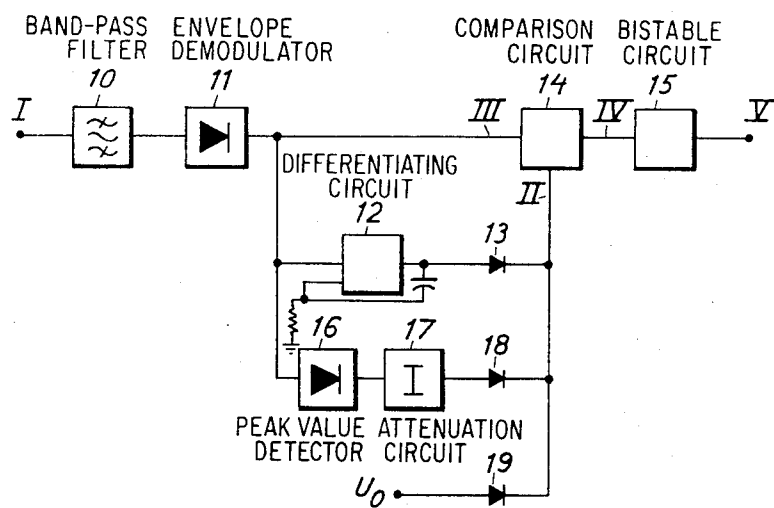 BAND-PASS FILTER
10
ENVELOPE DEMODULATOR
11
COMPARISON CIRCUIT
14
BISTABLE CIRCUIT
15
I
III
IV
V
DIFFERENTIATING CIRCUIT
12
II
13
16
17
I
18
PEAK VALUE DETECTOR
ATTENUATION CIRCUIT
19
U0